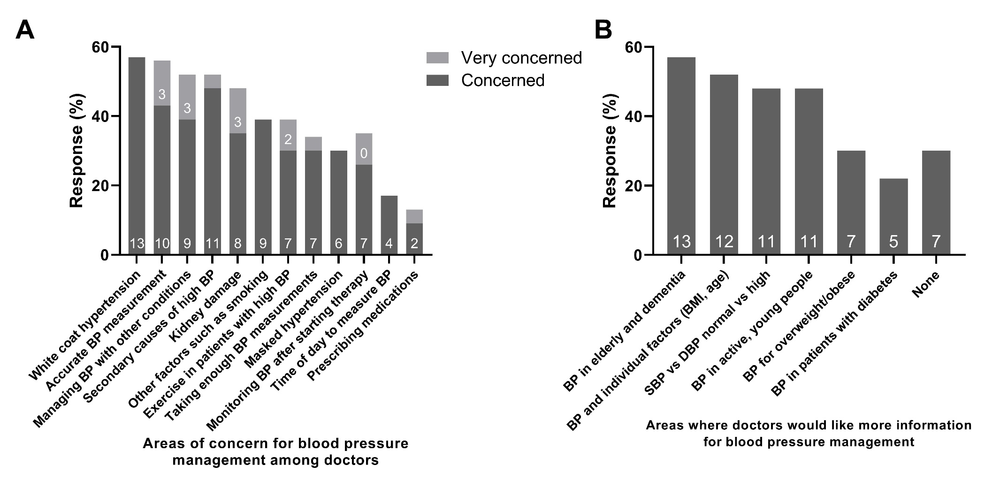 A
60
40
20
0
Response (%)
Very concerned
Concerned
3
3
3
2
0
13
10
9
11
8
9
7
7
6
7
4
2
White coat hypertension
Accurate BP measurement
Managing BP with other conditions
Secondary causes of high BP
Kidney damage
Other factors such as smoking
Exercise in patients with high BP
Taking enough BP measurements
Masked hypertension
Monitoring BP after starting therapy
Time of day to measure BP
Prescribing medications
Areas of concern for blood pressure
management among doctors
B
60
40
20
0
Response (%)
13
12
11
11
7
5
7
BP in elderly and dementia
BP and individual factors (BMI, age)
SBP vs DBP normal vs high
BP in active, young people
BP for overweight/obese
BP in patients with diabetes
None
Areas where doctors would like more information
for blood pressure management